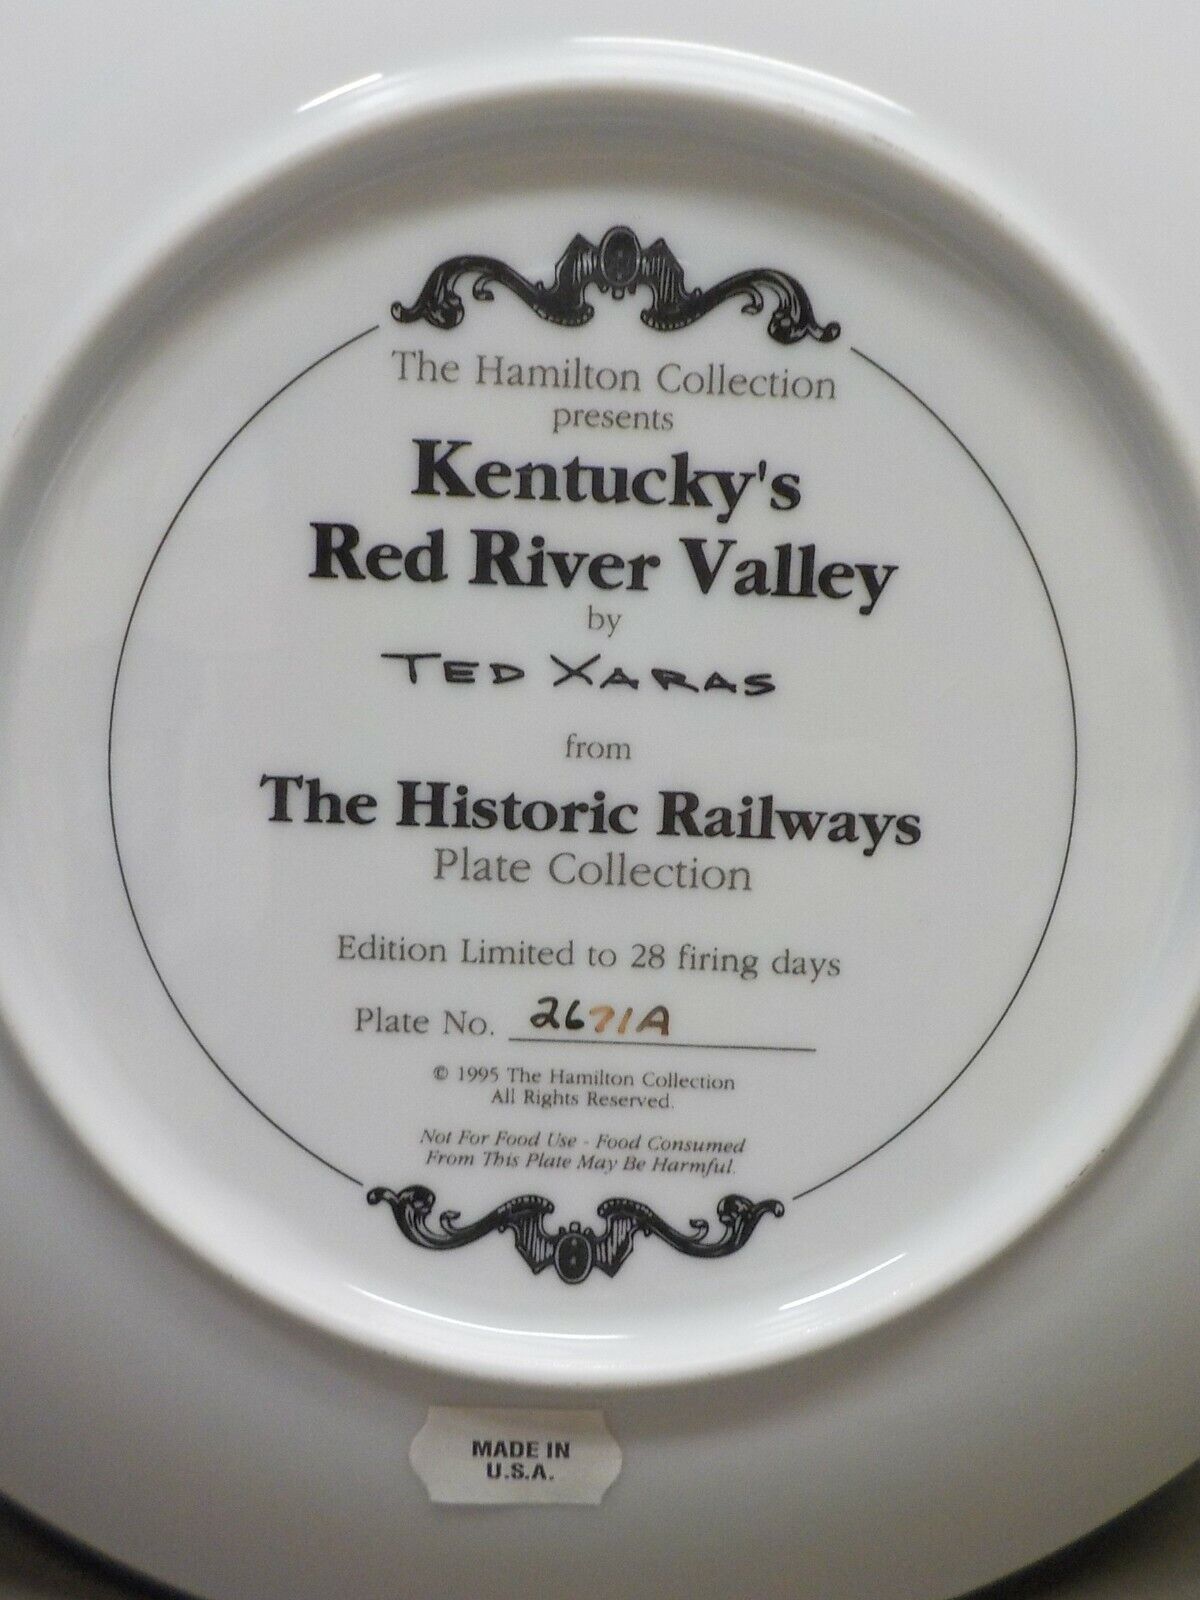 The Hamilton Collection
presents
Kentucky's
Red River Valley
by
TED XARAS
from
The Historic Railways
Plate Collection
Edition Limited to 28 firing days
Plate No. 2671A
© 1995 The Hamilton Collection
All Rights Reserved.
Not For Food Use - Food Consumed
From This Plate May Be Harmful.
MADE IN
U.S.A.